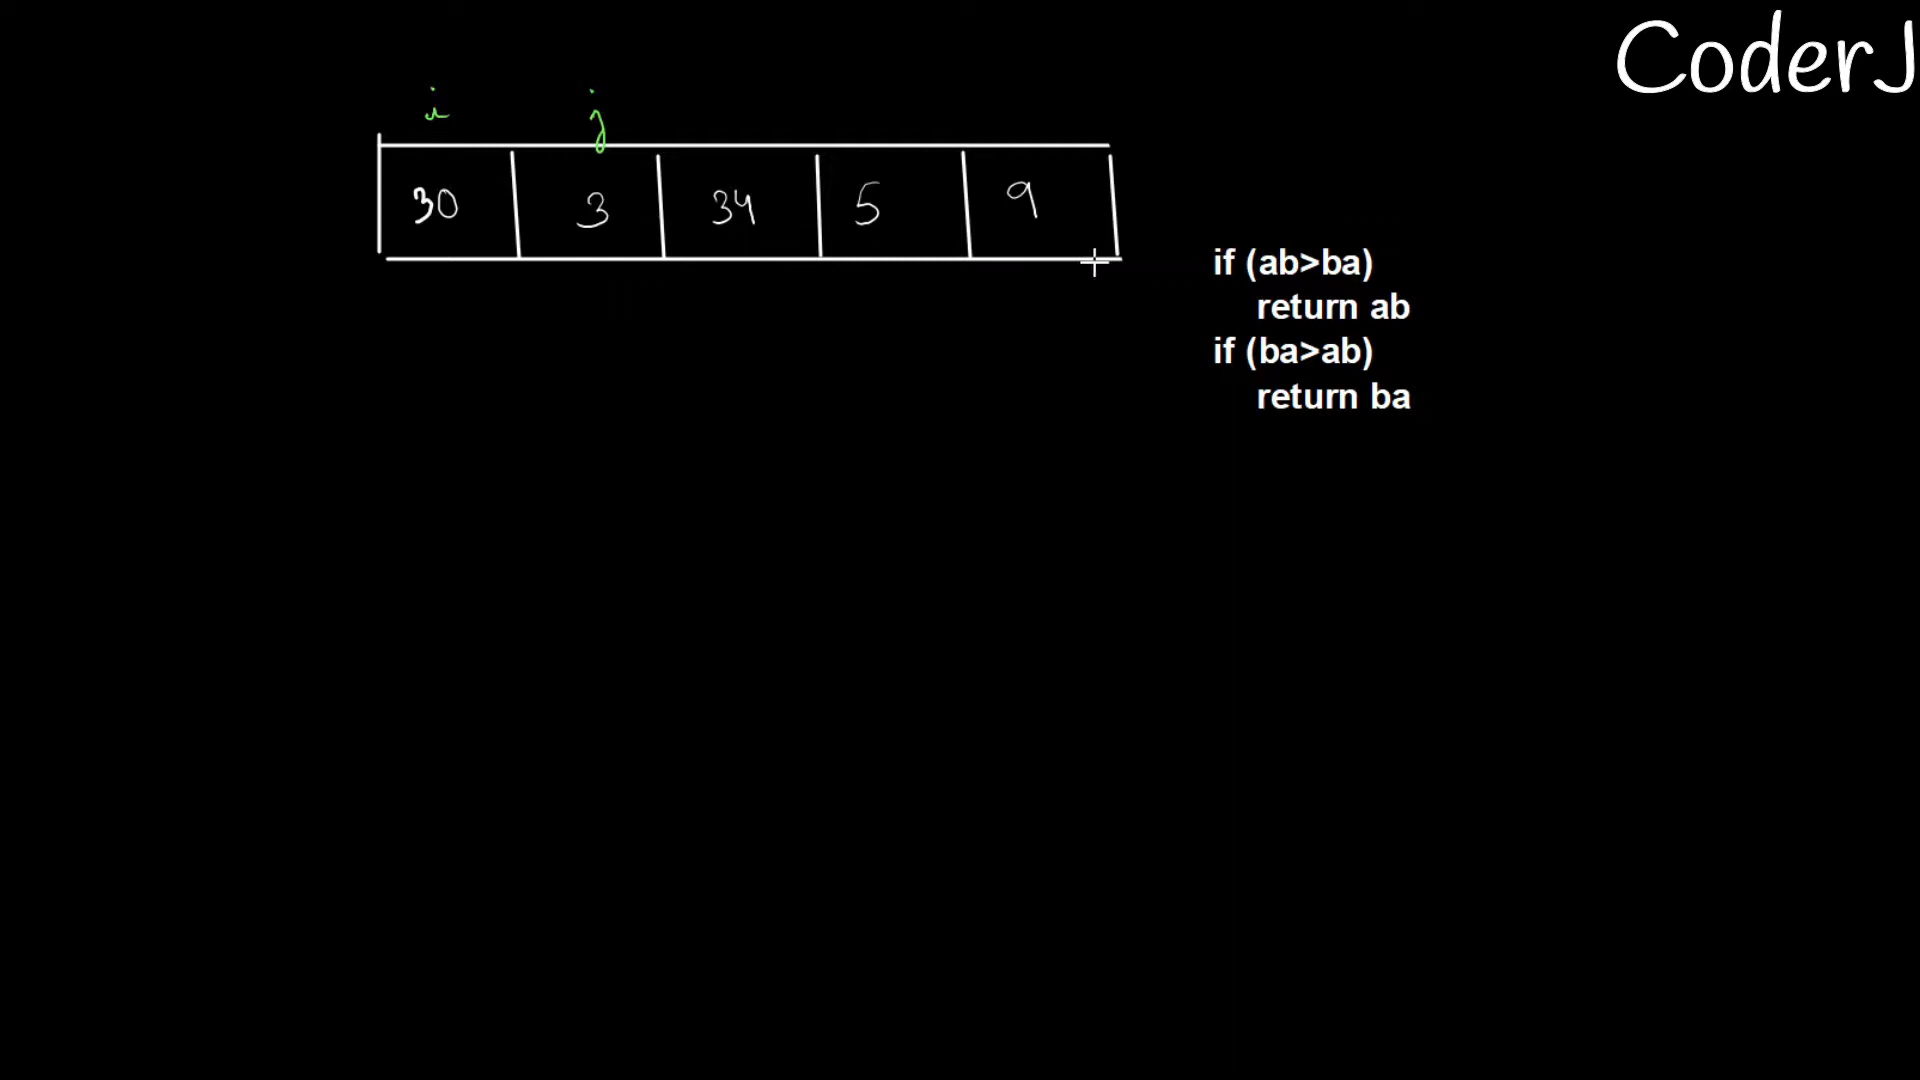 CoderJ
i j
30 3 34 5 9
if (ab>ba)
return ab
if (ba>ab)
return ba